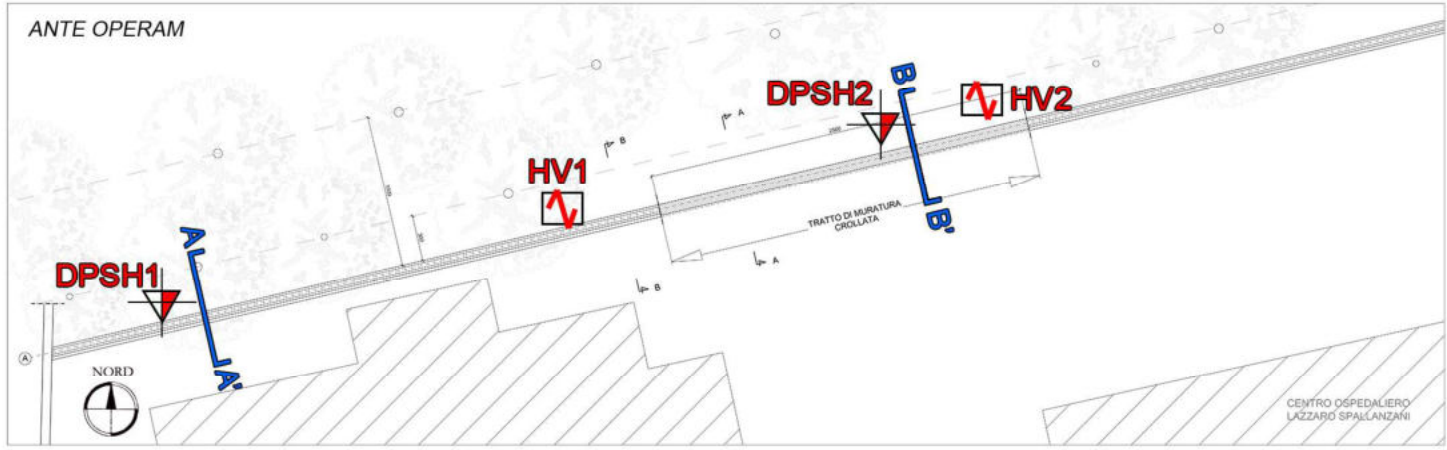 ANTE OPERAM
B
DPSH2
HV2
A
B
HV1
TRATTO DI MURATURA
CROLLATA
B'
A
DPSH1
A
B
A
NORD
A'
CENTRO OSPEDALIERO
LAZZARO SPALLANZANI